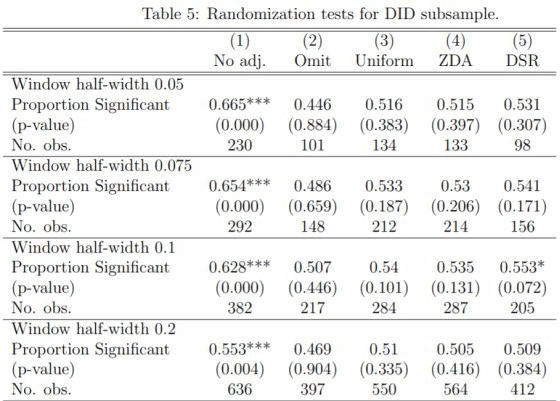 Table 5: Randomization tests for DID subsample.
(1) (2) (3) (4) (5)
No adj. Omit Uniform ZDA DSR
Window half-width 0.05
Proportion Significant 0.665*** 0.446 0.516 0.515 0.531
(p-value) (0.000) (0.884) (0.383) (0.397) (0.307)
No. obs. 230 101 134 133 98
Window half-width 0.075
Proportion Significant 0.654*** 0.486 0.533 0.53 0.541
(p-value) (0.000) (0.659) (0.187) (0.206) (0.171)
No. obs. 292 148 212 214 156
Window half-width 0.1
Proportion Significant 0.628*** 0.507 0.54 0.535 0.553*
(p-value) (0.000) (0.446) (0.101) (0.131) (0.072)
No. obs. 382 217 284 287 205
Window half-width 0.2
Proportion Significant 0.553*** 0.469 0.51 0.505 0.509
(p-value) (0.004) (0.904) (0.335) (0.416) (0.384)
No. obs. 636 397 550 564 412